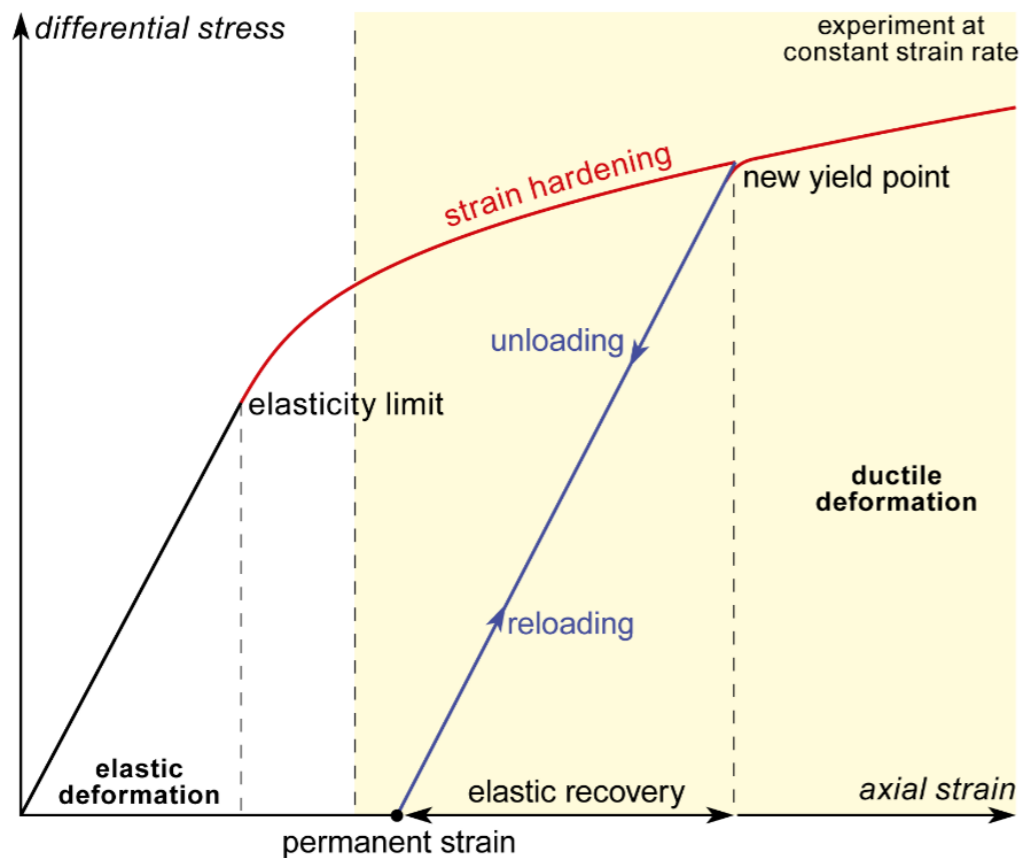 differential stress
experiment at
constant strain rate
strain hardening
new yield point
unloading
elasticity limit
ductile
deformation
reloading
elastic
deformation
elastic recovery
axial strain
permanent strain